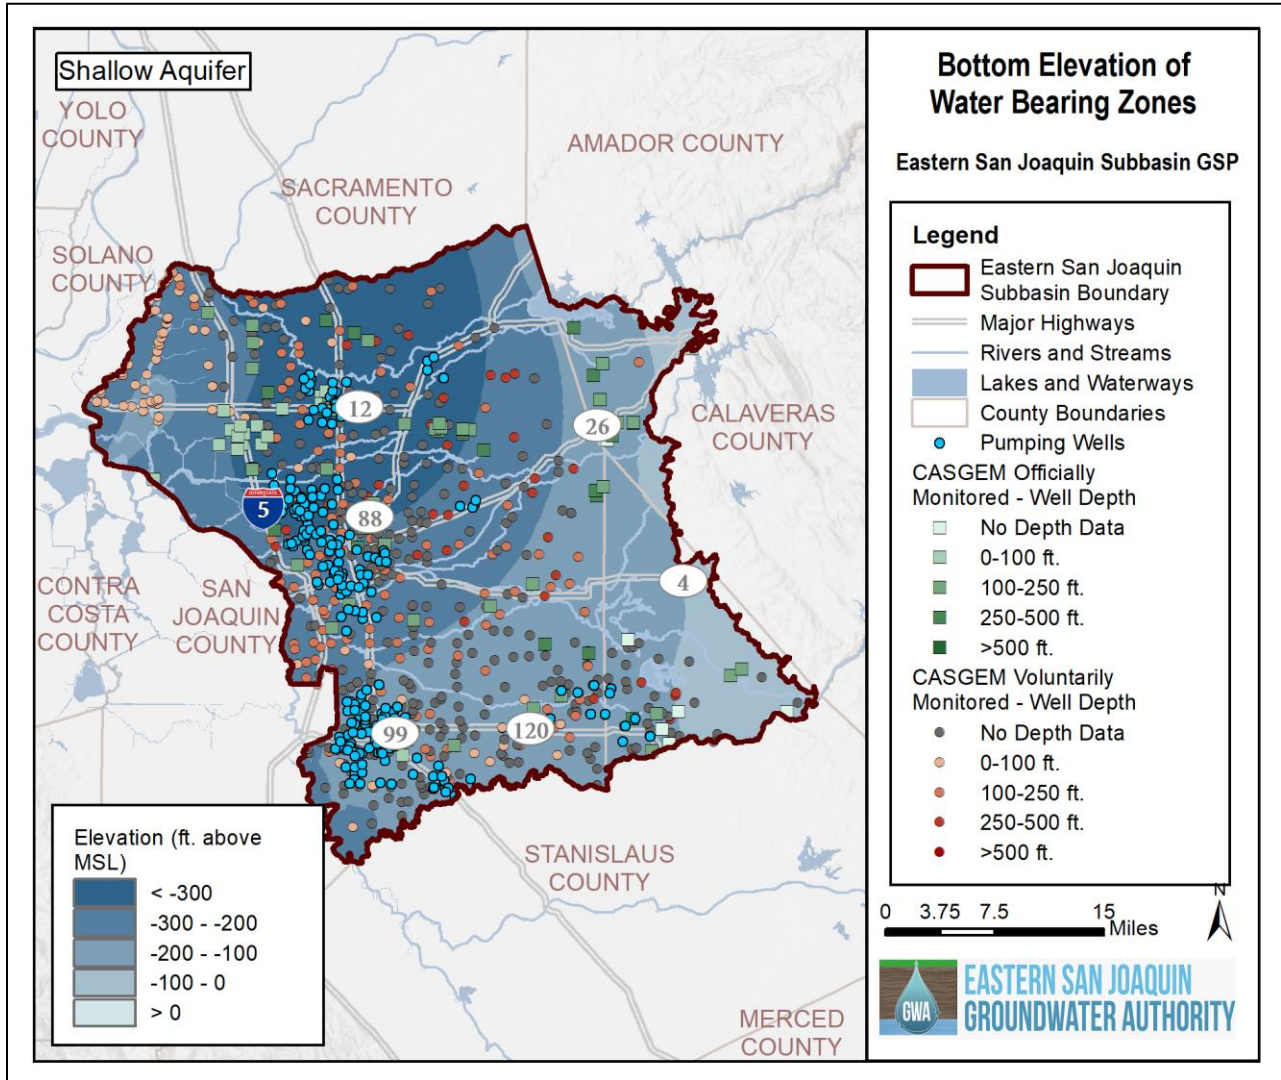 Shallow Aquifer
YOLO
COUNTY
AMADOR COUNTY
SACRAMENTO
COUNTY
SOLANO
COUNTY
12
26
CALAVERAS
COUNTY
5
88
4
CONTRA
COSTA
COUNTY
SAN
JOAQUIN
COUNTY
99
120
STANISLAUS
COUNTY
MERCED
COUNTY
Elevation (ft. above
MSL)
< -300
-300 - -200
-200 - -100
-100 - 0
> 0
Bottom Elevation of
Water Bearing Zones
Eastern San Joaquin Subbasin GSP
Legend
Eastern San Joaquin
Subbasin Boundary
Major Highways
Rivers and Streams
Lakes and Waterways
County Boundaries
Pumping Wells
CASGEM Officially
Monitored - Well Depth
No Depth Data
0-100 ft.
100-250 ft.
250-500 ft.
>500 ft.
CASGEM Voluntarily
Monitored - Well Depth
No Depth Data
0-100 ft.
100-250 ft.
250-500 ft.
>500 ft.
N
0 3.75 7.5 15
Miles
GWA
EASTERN SAN JOAQUIN
GROUNDWATER AUTHORITY